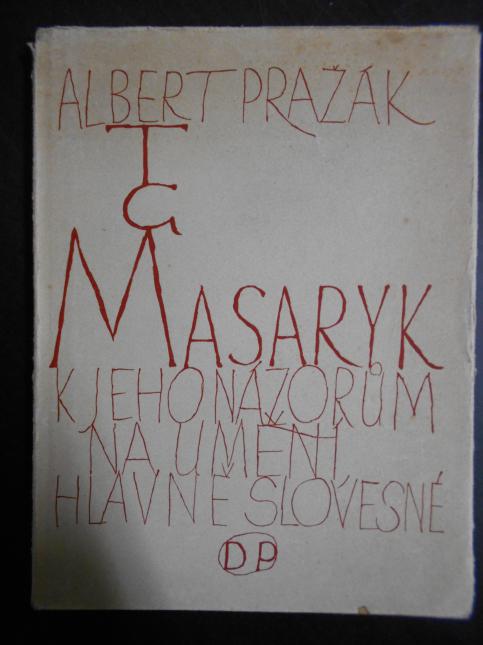 ALBERT PRAŽÁK
T
G
MASARYK
K JEHO NÁZORŮM
NA UMĚNÍ
HLAVNĚ SLOVESNÉ
DP